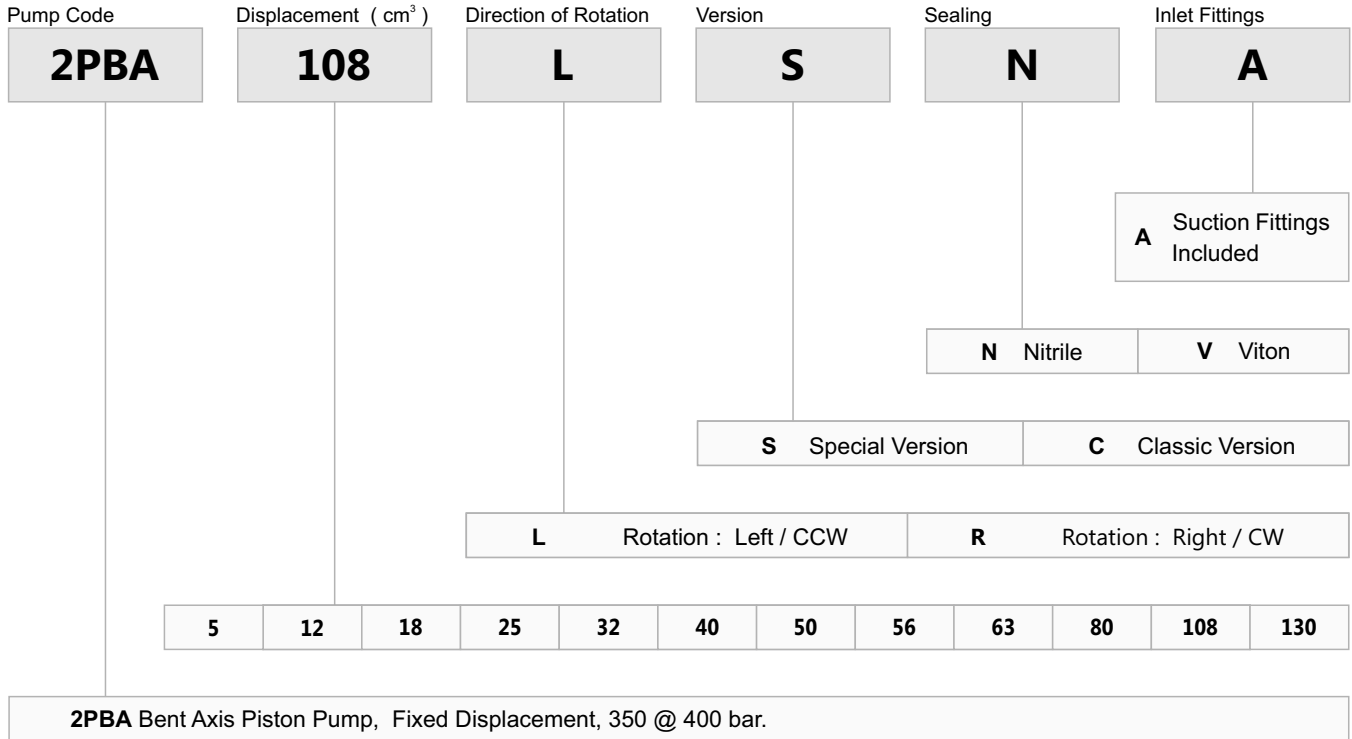 Pump Code Displacement ( cm³ ) Direction of Rotation Version Sealing Inlet Fittings
2PBA 108 L S N A
A Suction Fittings
Included
N Nitrile V Viton
S Special Version C Classic Version
L Rotation : Left / CCW R Rotation : Right / CW
5 12 18 25 32 40 50 56 63 80 108 130
2PBA Bent Axis Piston Pump, Fixed Displacement, 350 @ 400 bar.